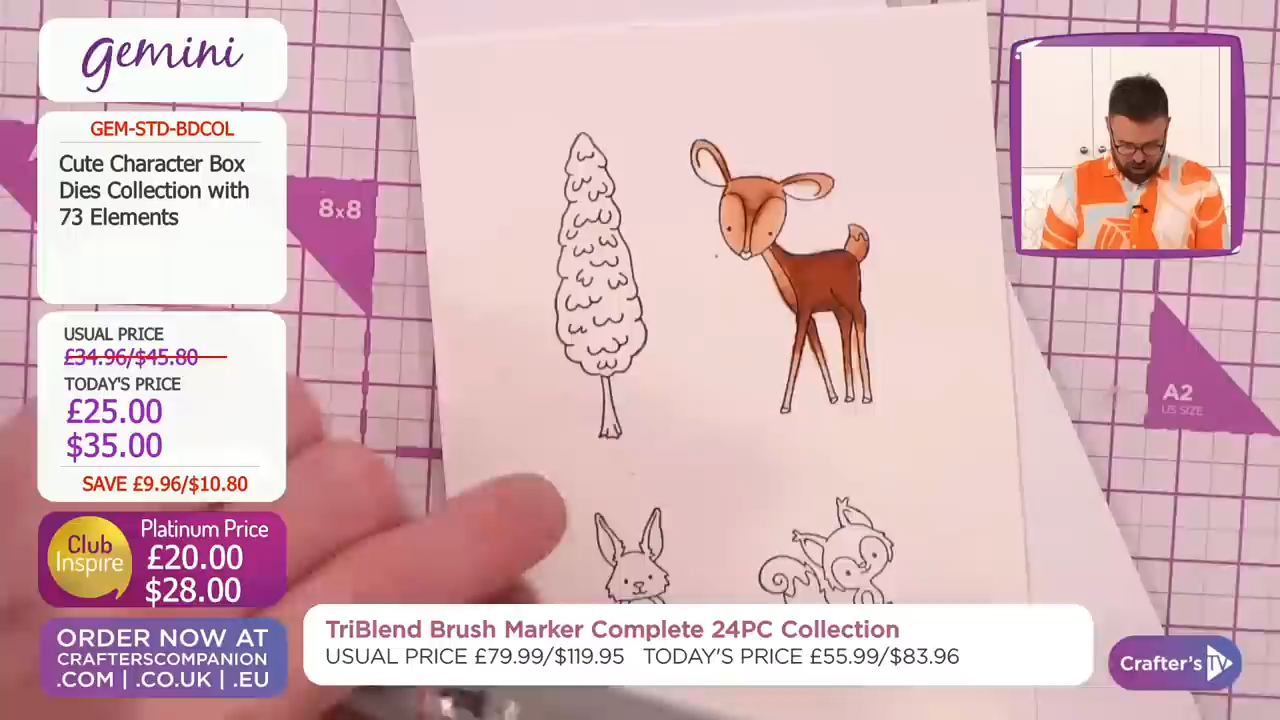 gemini
GEM-STD-BDCOL
Cute Character Box
Dies Collection with
73 Elements
USUAL PRICE
£34.96/$45.80
TODAY'S PRICE
£25.00
$35.00
SAVE £9.96/$10.80
Club
Inspire
Platinum Price
£20.00
$28.00
ORDER NOW AT
CRAFTERSCOMPANION
.COM | .CO.UK | .EU
8x8
A2
US SIZE
TriBlend Brush Marker Complete 24PC Collection
USUAL PRICE £79.99/$119.95 TODAY'S PRICE £55.99/$83.96
Crafter's TV